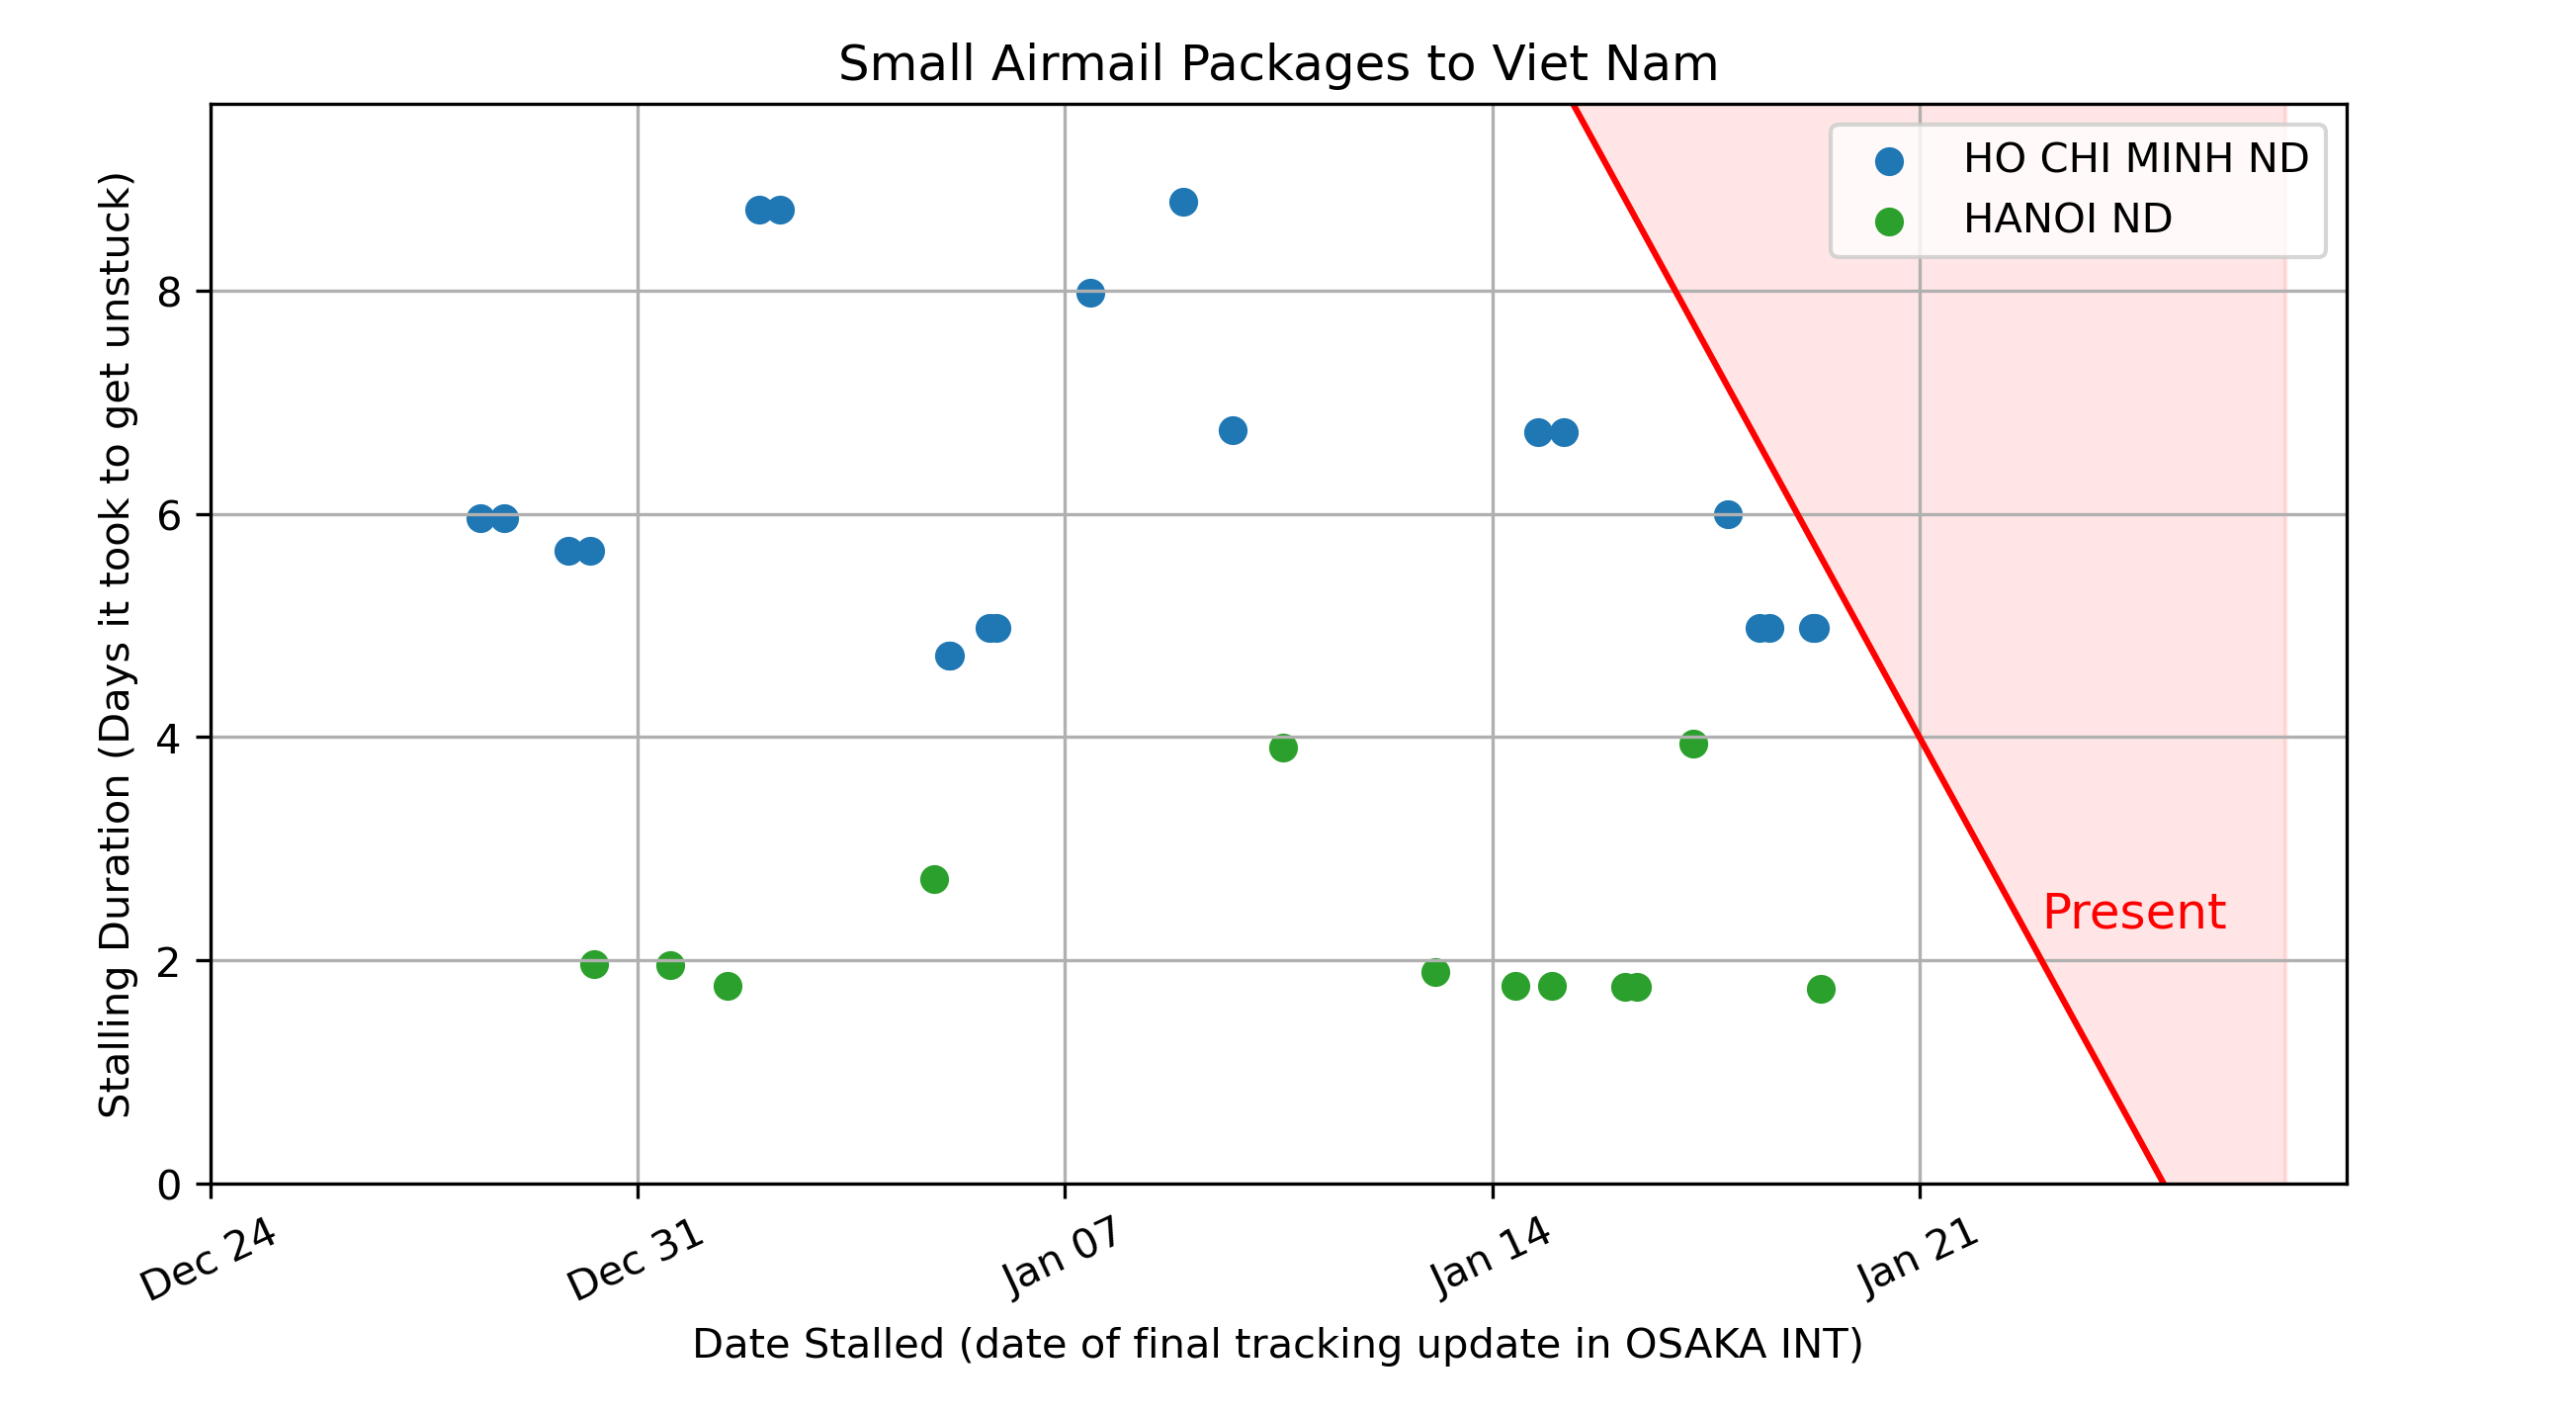 Small Airmail Packages to Viet Nam
HO CHI MINH ND
HANOI ND
Stalling Duration (Days it took to get unstuck)
8
6
4
2
0
Present
Dec 24
Dec 31
Jan 07
Jan 14
Jan 21
Date Stalled (date of final tracking update in OSAKA INT)